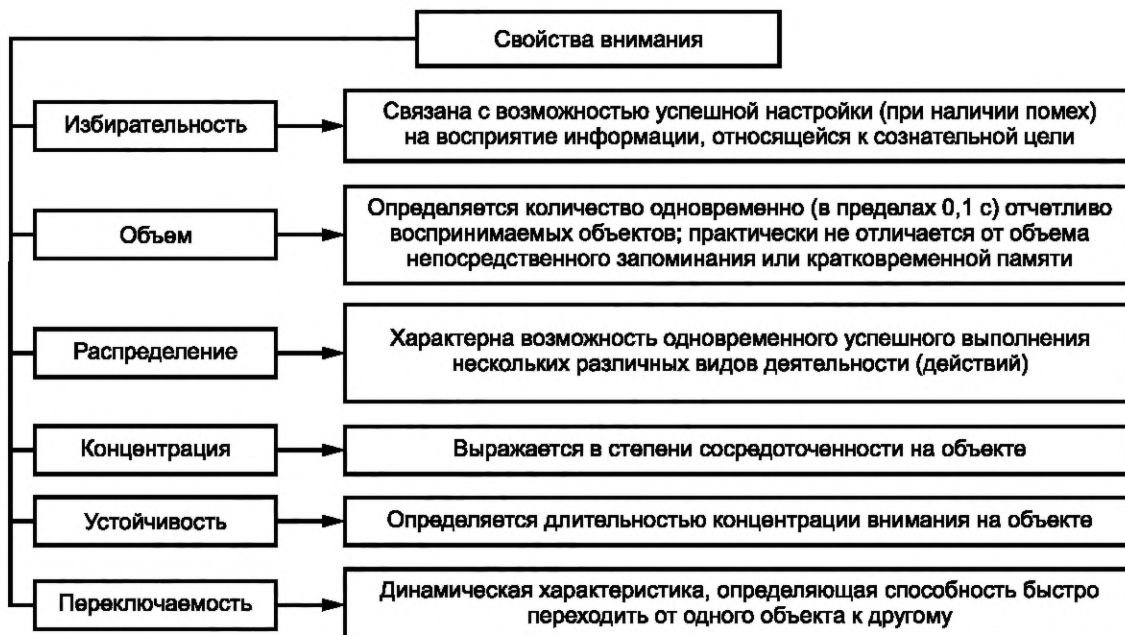 Свойства внимания
Избирательность
Связана с возможностью успешной настройки (при наличии помех)
на восприятие информации, относящейся к сознательной цели
Объем
Определяется количество одновременно (в пределах 0,1 с) отчетливо
воспринимаемых объектов; практически не отличается от объема
непосредственного запоминания или кратковременной памяти
Распределение
Характерна возможность одновременного успешного выполнения
нескольких различных видов деятельности (действий)
Концентрация
Выражается в степени сосредоточенности на объекте
Устойчивость
Определяется длительностью концентрации внимания на объекте
Переключаемость
Динамическая характеристика, определяющая способность быстро
переходить от одного объекта к другому